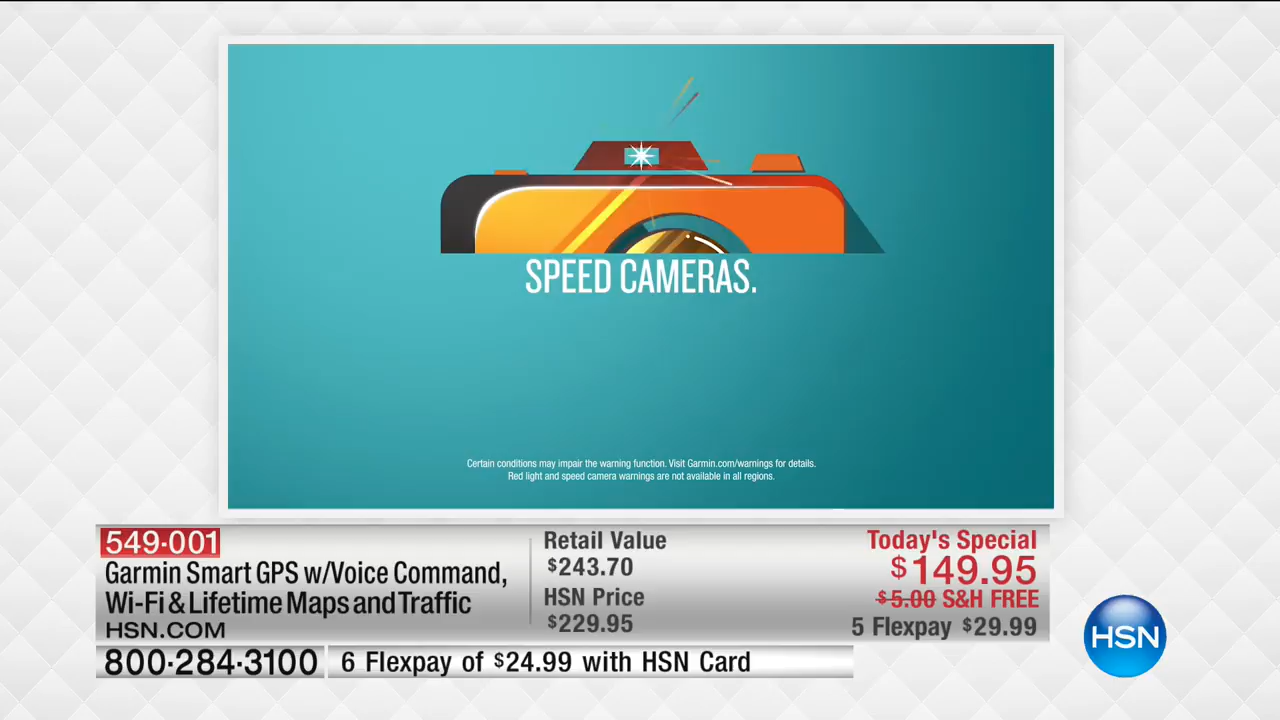 SPEED CAMERAS.
Certain conditions may impair the warning function. Visit Garmin.com/warnings for details.
Red light and speed camera warnings are not available in all regions.
549·001
Garmin Smart GPS w/Voice Command,
Wi-Fi & Lifetime Maps and Traffic
HSN.COM
Retail Value
$243.70
HSN Price
$229.95
Today's Special
$149.95
$5.00 S&H FREE
5 Flexpay $29.99
800·284·3100
6 Flexpay of $24.99 with HSN Card
HSN